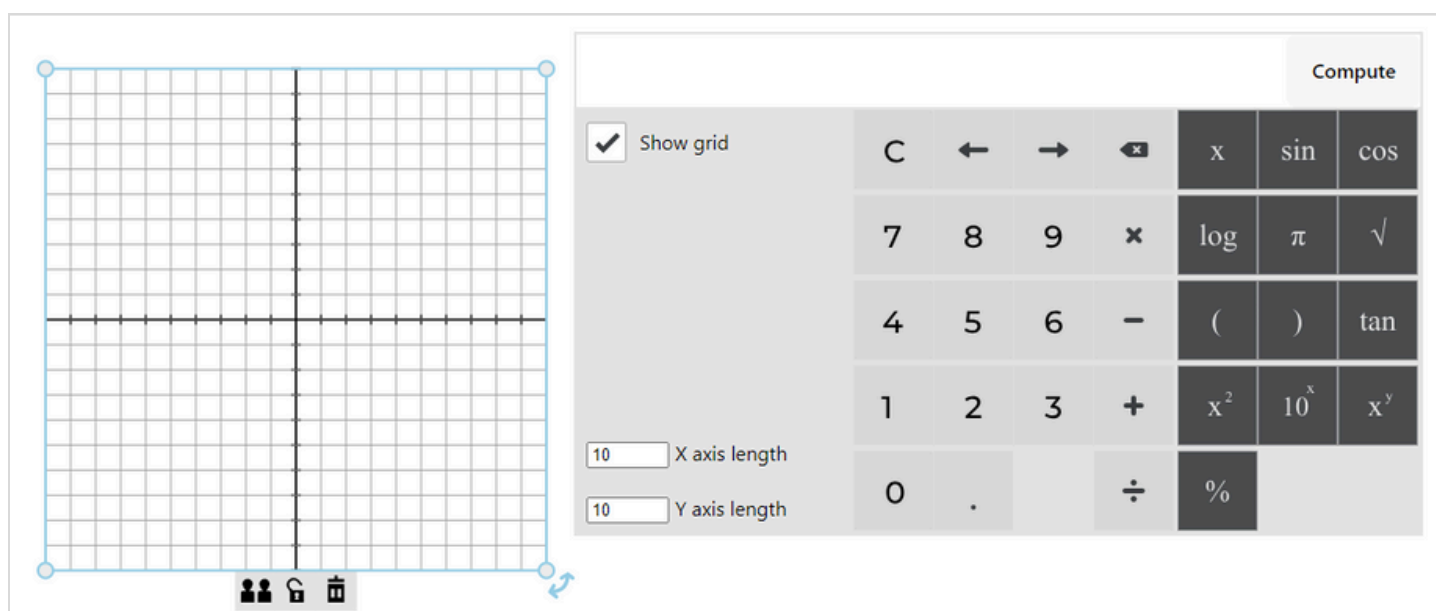 Compute
Show grid
C x sin cos
7 8 9 × log π √
4 5 6 − ( ) tan
1 2 3 + x² 10ˣ xʸ
10 X axis length
0 . ÷ %
10 Y axis length